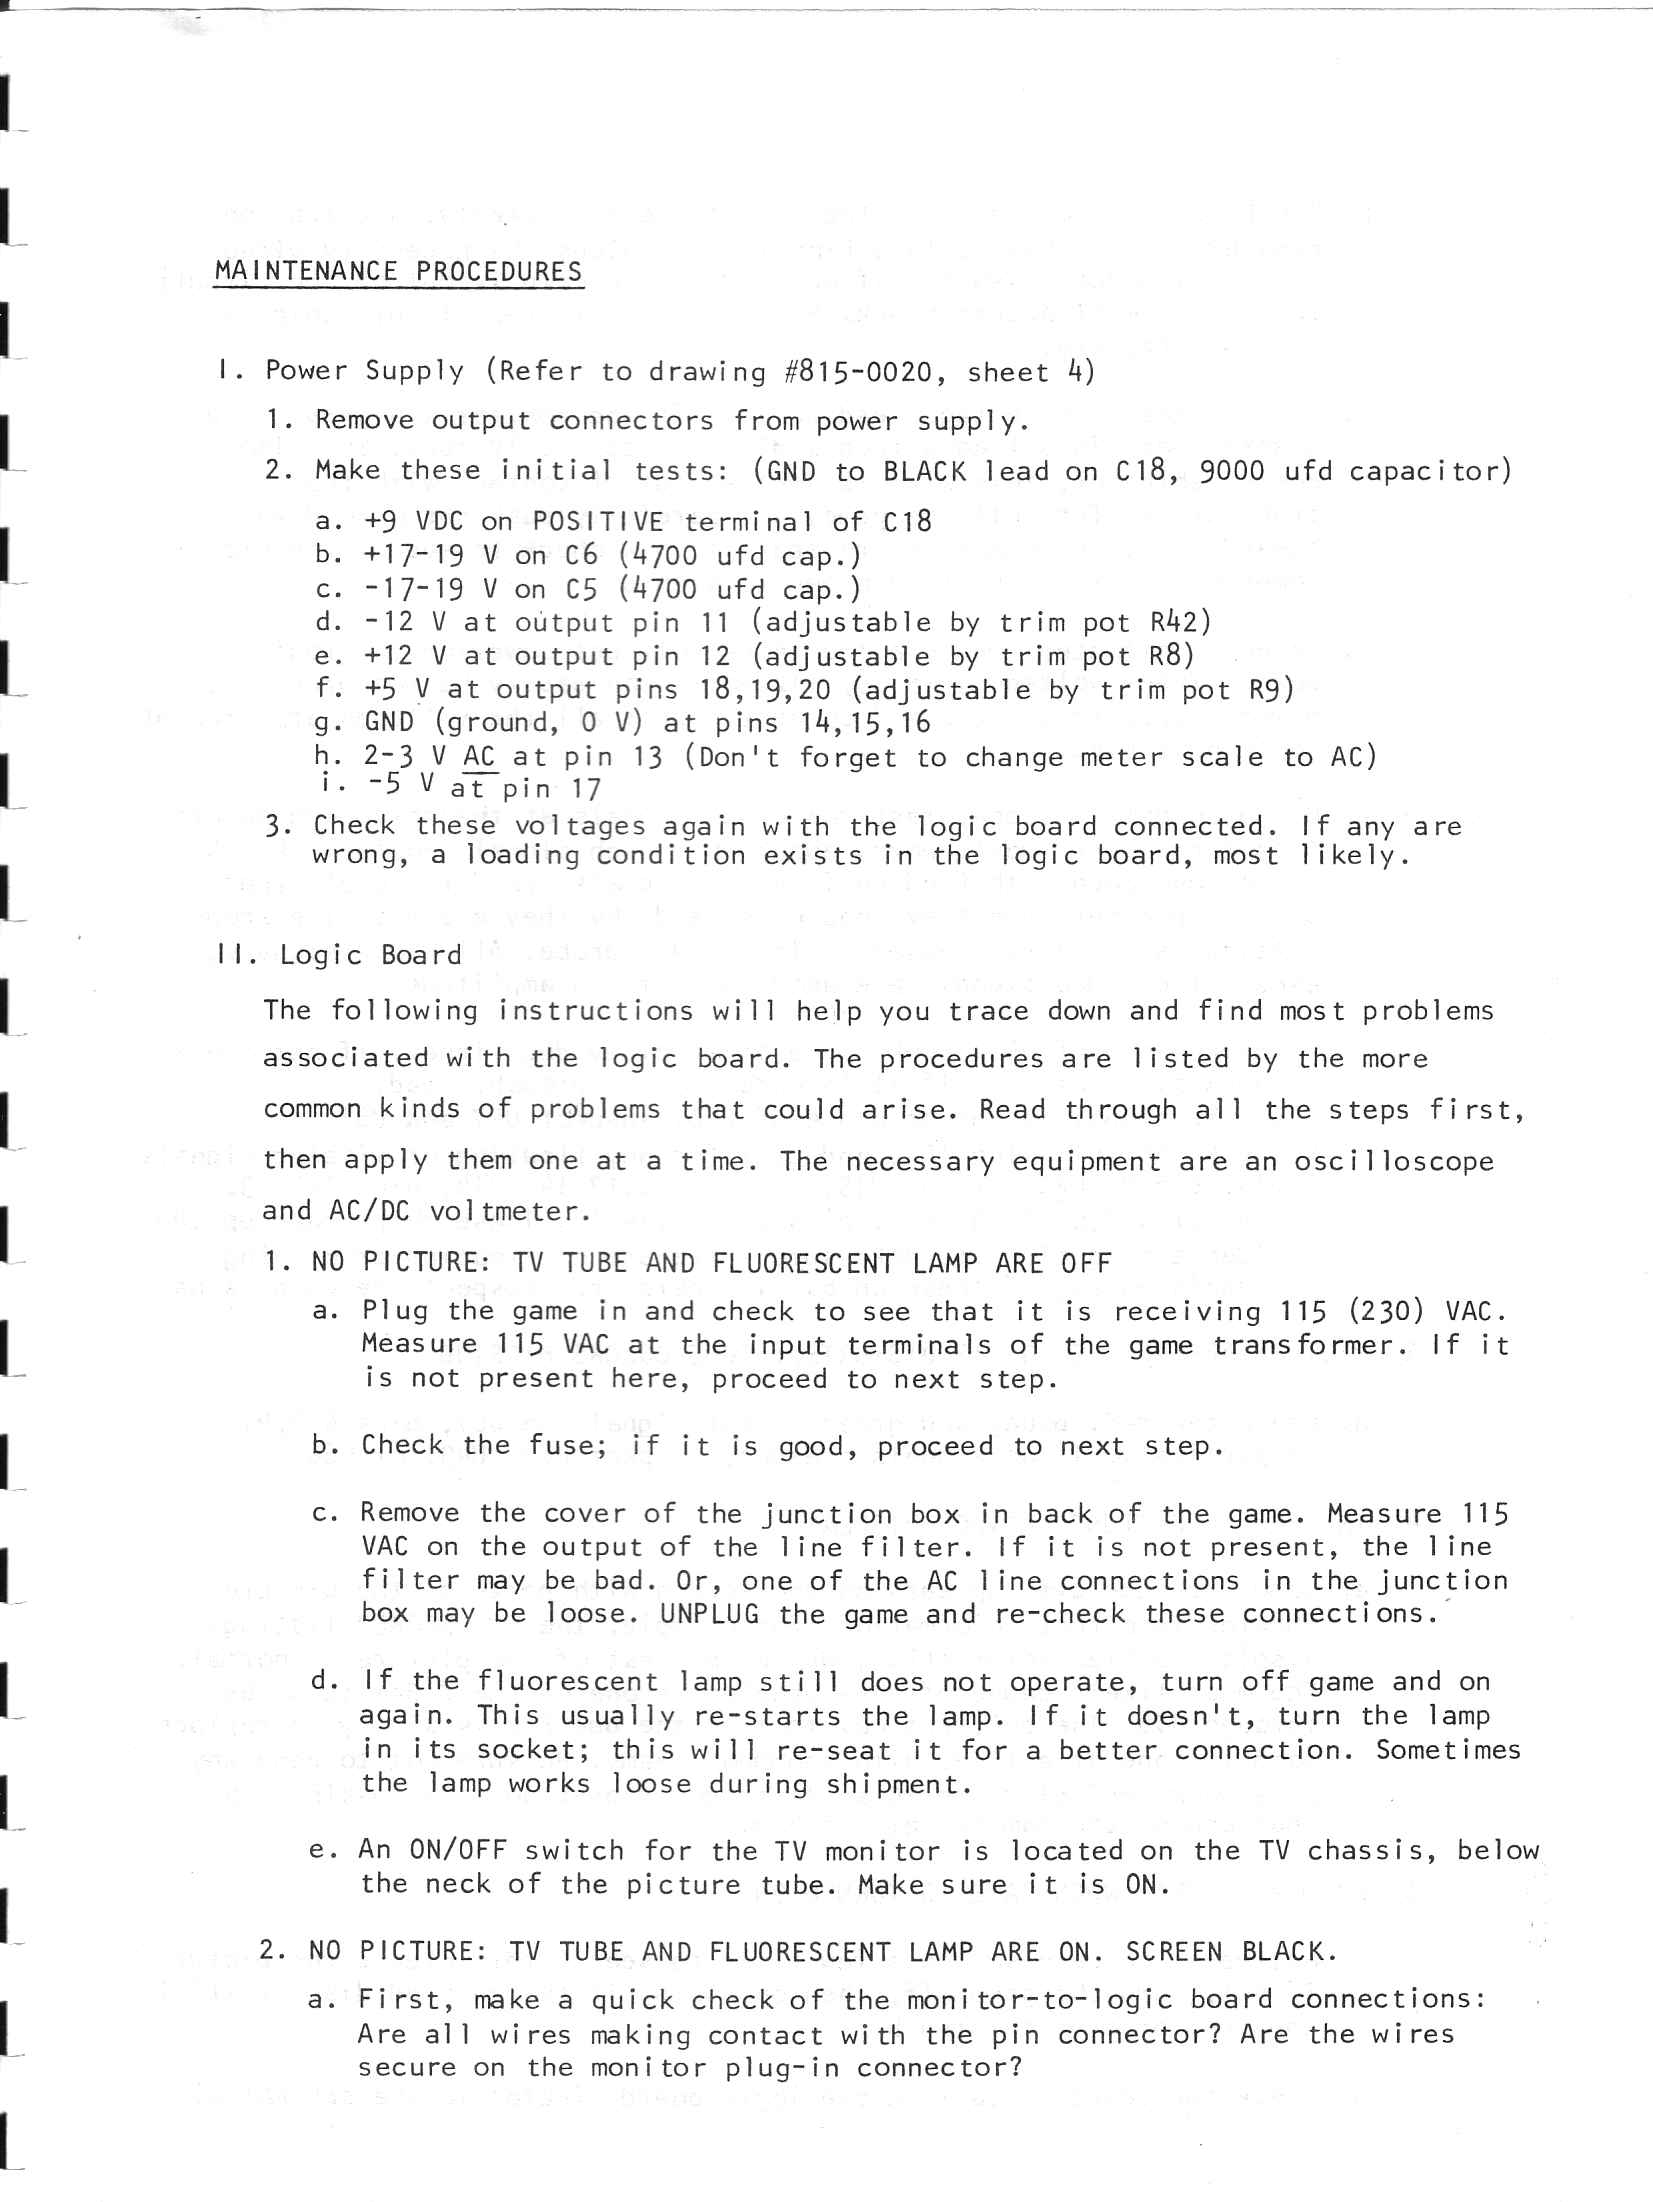 MAINTENANCE PROCEDURES
I. Power Supply (Refer to drawing #815-0020, sheet 4)
1. Remove output connectors from power supply.
2. Make these initial tests: (GND to BLACK lead on C18, 9000 ufd capacitor)
a. +9 VDC on POSITIVE terminal of C18
b. +17-19 V on C6 (4700 ufd cap.)
c. -17-19 V on C5 (4700 ufd cap.)
d. -12 V at output pin 11 (adjustable by trim pot R42)
e. +12 V at output pin 12 (adjustable by trim pot R8)
f. +5 V at output pins 18,19,20 (adjustable by trim pot R9)
g. GND (ground, 0 V) at pins 14,15,16
h. 2-3 V AC at pin 13 (Don't forget to change meter scale to AC)
i. -5 V at pin 17
3. Check these voltages again with the logic board connected. If any are
wrong, a loading condition exists in the logic board, most likely.
II. Logic Board
The following instructions will help you trace down and find most problems
associated with the logic board. The procedures are listed by the more
common kinds of problems that could arise. Read through all the steps first,
then apply them one at a time. The necessary equipment are an oscilloscope
and AC/DC voltmeter.
1. NO PICTURE: TV TUBE AND FLUORESCENT LAMP ARE OFF
a. Plug the game in and check to see that it is receiving 115 (230) VAC.
Measure 115 VAC at the input terminals of the game transformer. If it
is not present here, proceed to next step.
b. Check the fuse; if it is good, proceed to next step.
c. Remove the cover of the junction box in back of the game. Measure 115
VAC on the output of the line filter. If it is not present, the line
filter may be bad. Or, one of the AC line connections in the junction
box may be loose. UNPLUG the game and re-check these connections.
d. If the fluorescent lamp still does not operate, turn off game and on
again. This usually re-starts the lamp. If it doesn't, turn the lamp
in its socket; this will re-seat it for a better connection. Sometimes
the lamp works loose during shipment.
e. An ON/OFF switch for the TV monitor is located on the TV chassis, below
the neck of the picture tube. Make sure it is ON.
2. NO PICTURE: TV TUBE AND FLUORESCENT LAMP ARE ON. SCREEN BLACK.
a. First, make a quick check of the monitor-to-logic board connections:
Are all wires making contact with the pin connector? Are the wires
secure on the monitor plug-in connector?